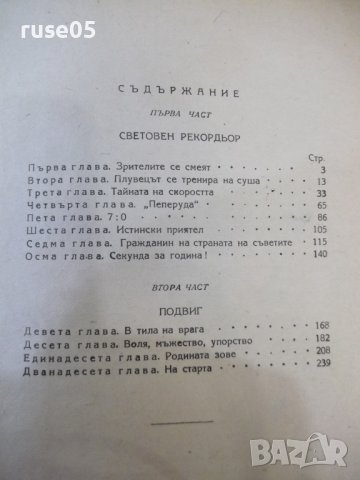 ruse05
СЪДЪРЖАНИЕ
ПЪРВА ЧАСТ
СВЕТОВЕН РЕКОРДЬОР
Стр.
Първа глава. Зрителите се смеят 3
Втора глава. Плувецът се тренира на суша 13
Трета глава. Тайната на скоростта 33
Четвърта глава. „Пеперуда“ 65
Пета глава. 7:0 86
Шеста глава. Истински приятел 105
Седма глава. Гражданин на страната на съветите 115
Осма глава. Секунда за година! 140
ВТОРА ЧАСТ
ПОДВИГ
Девета глава. В тила на врага 168
Десета глава. Воля, мъжество, упорство 182
Единадесета глава. Родината зове 208
Дванадесета глава. На старта 239
BAZAR